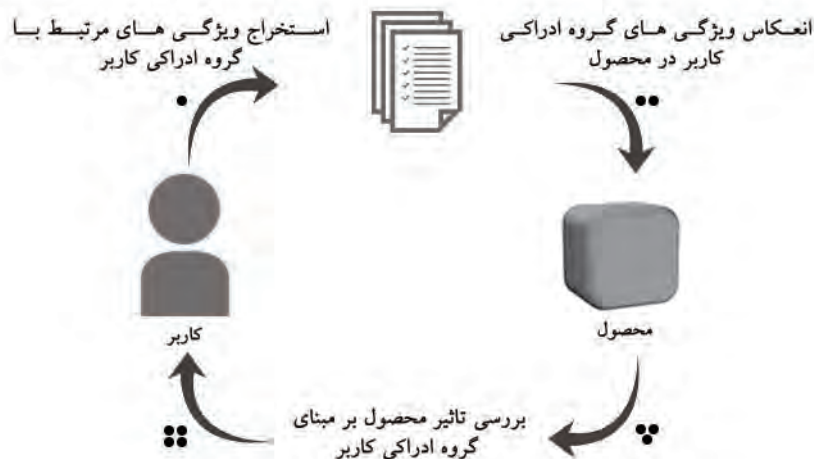 استخراج ویژگی های مرتبط با
گروه ادراکی کاربر
انعکاس ویژگی های گروه ادراکی
کاربر در محصول
محصول
بررسی تاثیر محصول بر مبنای
گروه ادراکی کاربر
کاربر